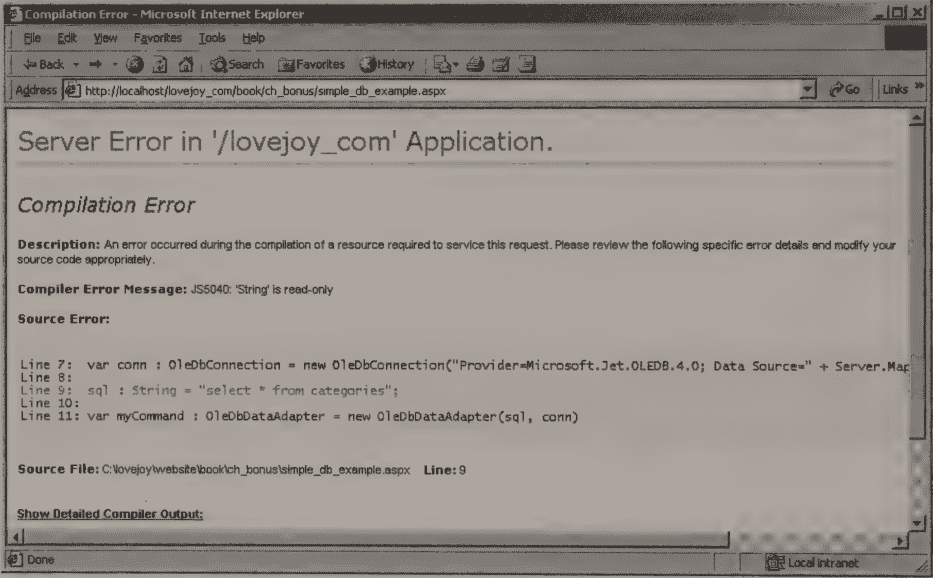 Compilation Error - Microsoft Internet Explorer
File Edit View Favorites Tools Help
Back Search Favorites History
Address http://localhost/lovejoy_com/book/ch_bonus/simple_db_example.aspx Go Links »
Server Error in '/lovejoy_com' Application.
Compilation Error
Description: An error occurred during the compilation of a resource required to service this request. Please review the following specific error details and modify your
source code appropriately.
Compiler Error Message: JS5040: 'String' is read-only
Source Error:
Line 7: var conn : OleDbConnection = new OleDbConnection("Provider=Microsoft.Jet.OLEDB.4.0; Data Source=" + Server.Map
Line 8:
Line 9: sql : String = "select * from categories";
Line 10:
Line 11: var myCommand : OleDbDataAdapter = new OleDbDataAdapter(sql, conn)
Source File: C:\lovejoy\website\book\ch_bonus\simple_db_example.aspx Line: 9
Show Detailed Compiler Output:
Done Local intranet